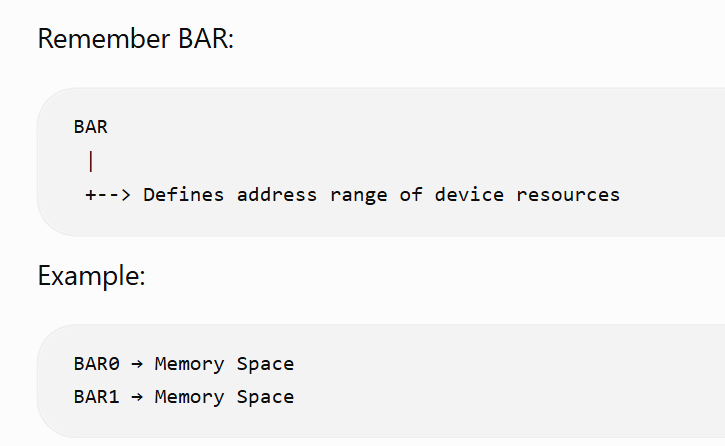 Remember BAR:
BAR
|
+--> Defines address range of device resources
Example:
BAR0 → Memory Space
BAR1 → Memory Space